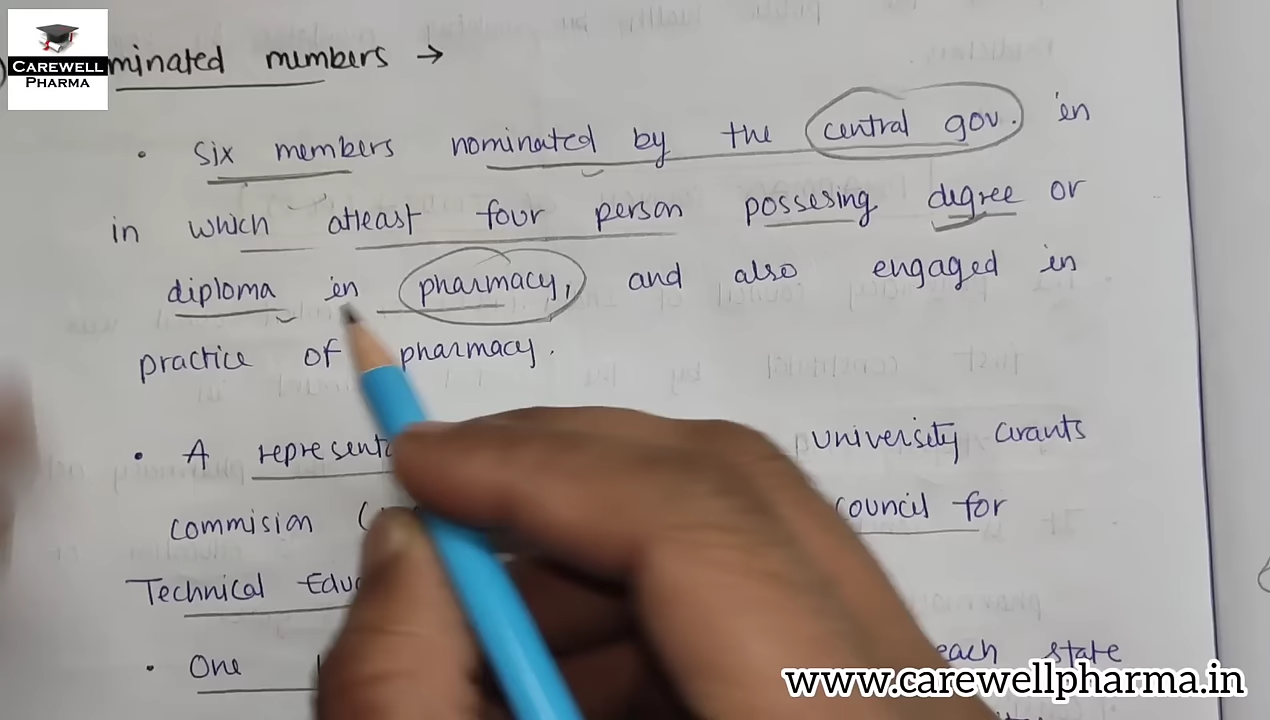 CAREWELL
PHARMA
minated members →
• Six members nominated by the central gov. in
in which atleast four person possesing degree or
diploma in pharmacy, and also engaged in
practice of pharmacy.
• A represent university Grants
commision ( council for
Technical Educ
• One each state
www.carewellpharma.in